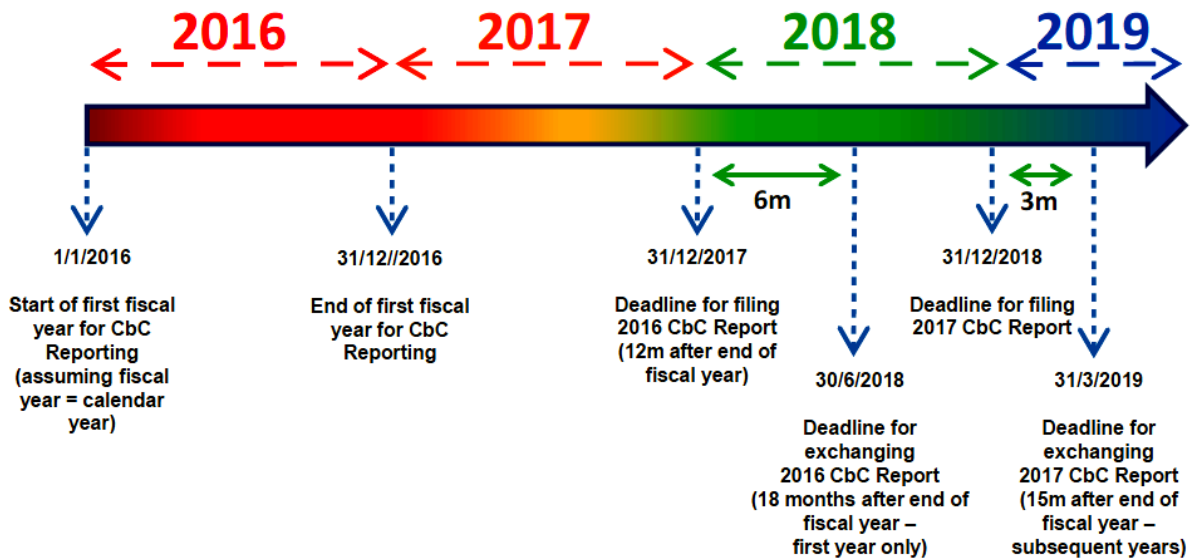 2016
2017
2018
2019
6m
3m
1/1/2016
Start of first fiscal
year for CbC
Reporting
(assuming fiscal
year = calendar
year)
31/12//2016
End of first fiscal
year for CbC
Reporting
31/12/2017
Deadline for filing
2016 CbC Report
(12m after end of
fiscal year)
30/6/2018
Deadline for
exchanging
2016 CbC Report
(18 months after end of
fiscal year –
first year only)
31/12/2018
Deadline for filing
2017 CbC Report
31/3/2019
Deadline for
exchanging
2017 CbC Report
(15m after end of
fiscal year –
subsequent years)